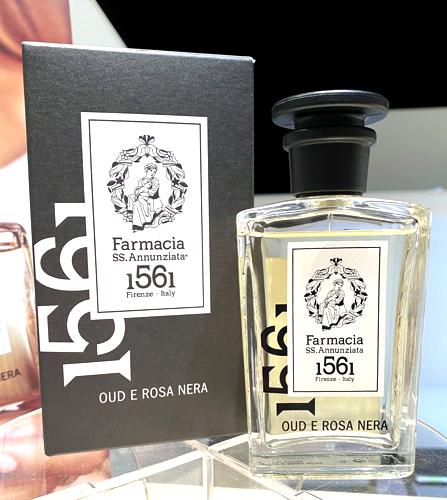 1561
Farmacia
SS.Annunziata®
1561
Firenze - Italy
OUD E ROSA NERA
1561
Farmacia
SS.Annunziata
1561
Firenze - Italy
OUD E ROSA NERA